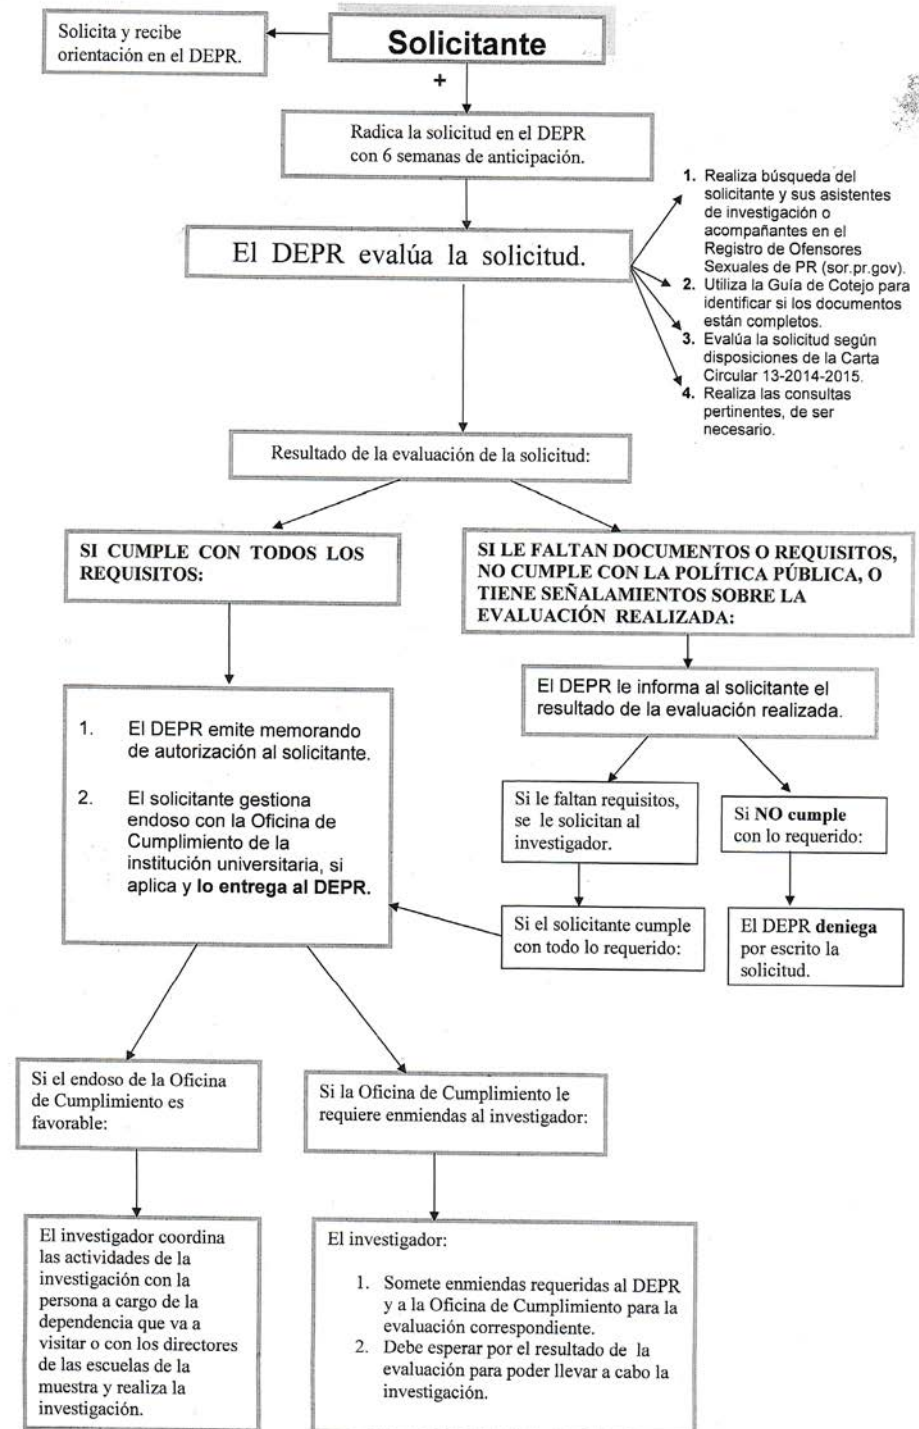 Solicita y recibe
orientación en el DEPR.
Solicitante
+
Radica la solicitud en el DEPR
con 6 semanas de anticipación.
El DEPR evalúa la solicitud.
1. Realiza búsqueda del
solicitante y sus asistentes
de investigación o
acompañantes en el
Registro de Ofensores
Sexuales de PR (sor.pr.gov).
2. Utiliza la Guía de Cotejo para
identificar si los documentos
están completos.
3. Evalúa la solicitud según
disposiciones de la Carta
Circular 13-2014-2015.
4. Realiza las consultas
pertinentes, de ser
necesario.
Resultado de la evaluación de la solicitud:
SI CUMPLE CON TODOS LOS
REQUISITOS:
SI LE FALTAN DOCUMENTOS O REQUISITOS,
NO CUMPLE CON LA POLÍTICA PÚBLICA, O
TIENE SEÑALAMIENTOS SOBRE LA
EVALUACIÓN REALIZADA:
1. El DEPR emite memorando
de autorización al solicitante.
2. El solicitante gestiona
endoso con la Oficina de
Cumplimiento de la
institución universitaria, si
aplica y lo entrega al DEPR.
El DEPR le informa al solicitante el
resultado de la evaluación realizada.
Si le faltan requisitos,
se le solicitan al
investigador.
Si NO cumple
con lo requerido:
Si el solicitante cumple
con todo lo requerido:
El DEPR deniega
por escrito la
solicitud.
Si el endoso de la Oficina
de Cumplimiento es
favorable:
Si la Oficina de Cumplimiento le
requiere enmiendas al investigador:
El investigador coordina
las actividades de la
investigación con la
persona a cargo de la
dependencia que va a
visitar o con los directores
de las escuelas de la
muestra y realiza la
investigación.
El investigador:
1. Somete enmiendas requeridas al DEPR
y a la Oficina de Cumplimiento para la
evaluación correspondiente.
2. Debe esperar por el resultado de la
evaluación para poder llevar a cabo la
investigación.